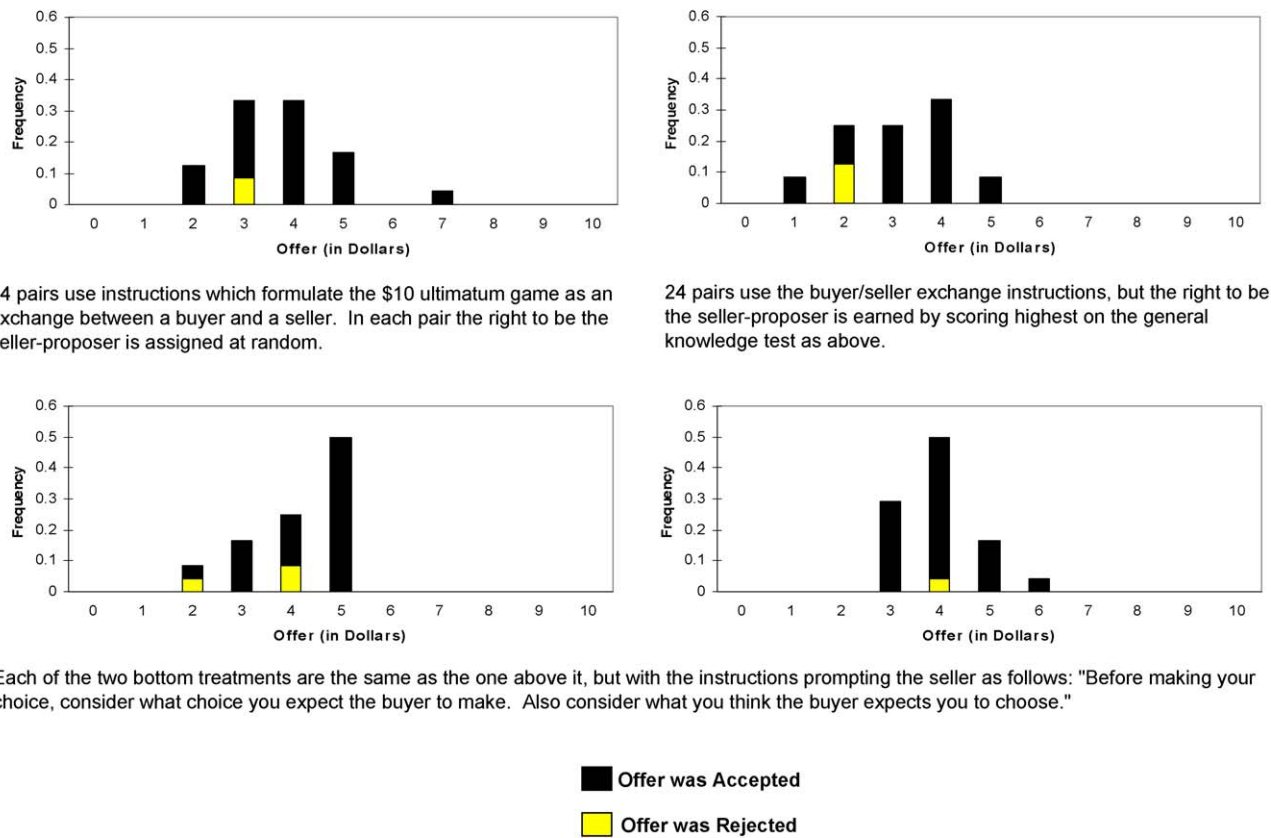 0.6
0.5
0.4
0.3
0.2
0.1
0
Frequency
0 1 2 3 4 5 6 7 8 9 10
Offer (in Dollars)
0.6
0.5
0.4
0.3
0.2
0.1
0
Frequency
0 1 2 3 4 5 6 7 8 9 10
Offer (in Dollars)
4 pairs use instructions which formulate the $10 ultimatum game as an
xchange between a buyer and a seller. In each pair the right to be the
eller-proposer is assigned at random.
24 pairs use the buyer/seller exchange instructions, but the right to be
the seller-proposer is earned by scoring highest on the general
knowledge test as above.
0.6
0.5
0.4
0.3
0.2
0.1
0
Frequency
0 1 2 3 4 5 6 7 8 9 10
Offer (in Dollars)
0.6
0.5
0.4
0.3
0.2
0.1
0
Frequency
0 1 2 3 4 5 6 7 8 9 10
Offer (in Dollars)
Each of the two bottom treatments are the same as the one above it, but with the instructions prompting the seller as follows: "Before making your
choice, consider what choice you expect the buyer to make. Also consider what you think the buyer expects you to choose."
Offer was Accepted
Offer was Rejected